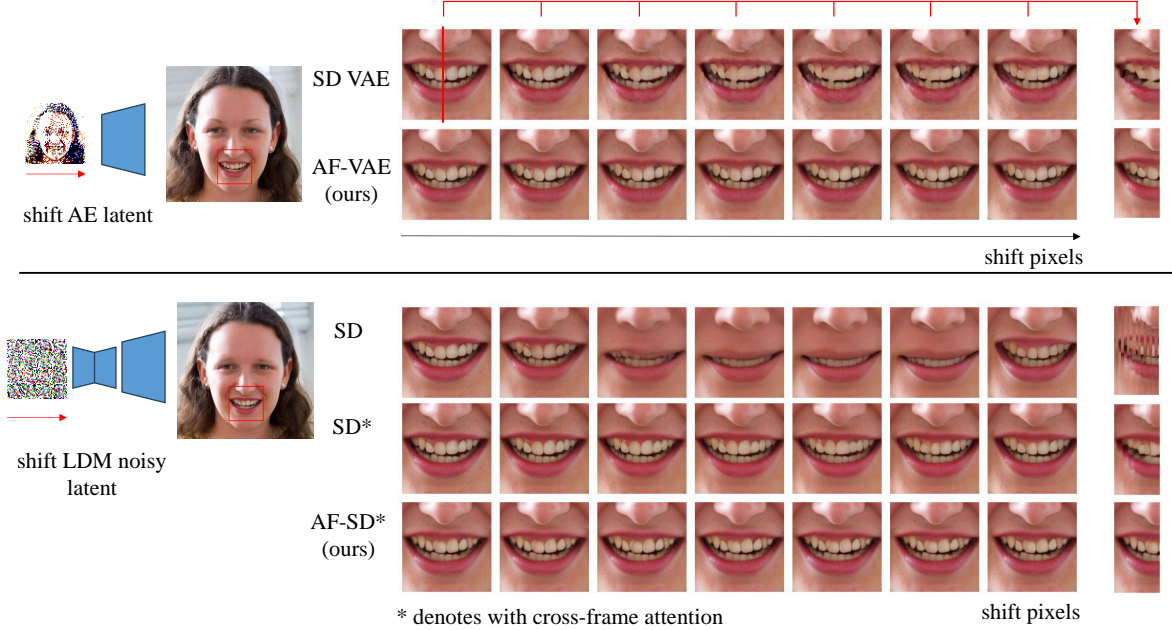 SD VAE
AF-VAE
(ours)
shift AE latent
shift pixels
SD
SD*
shift LDM noisy
latent
AF-SD*
(ours)
* denotes with cross-frame attention
shift pixels